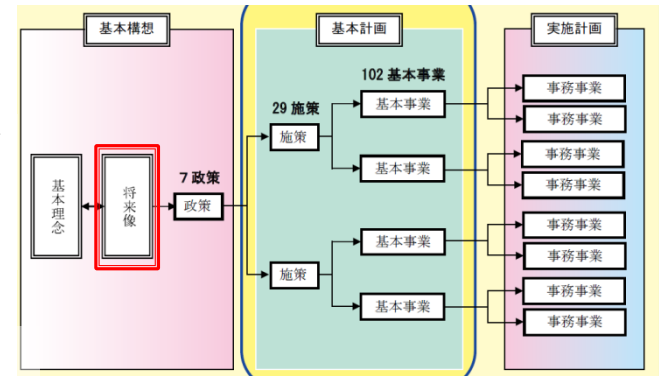 基本構想
基本計画
実施計画
102 基本事業
29 施策
7 政策
基本理念
将来像
政策
施策
施策
基本事業
基本事業
基本事業
基本事業
事務事業
事務事業
事務事業
事務事業
事務事業
事務事業
事務事業
事務事業